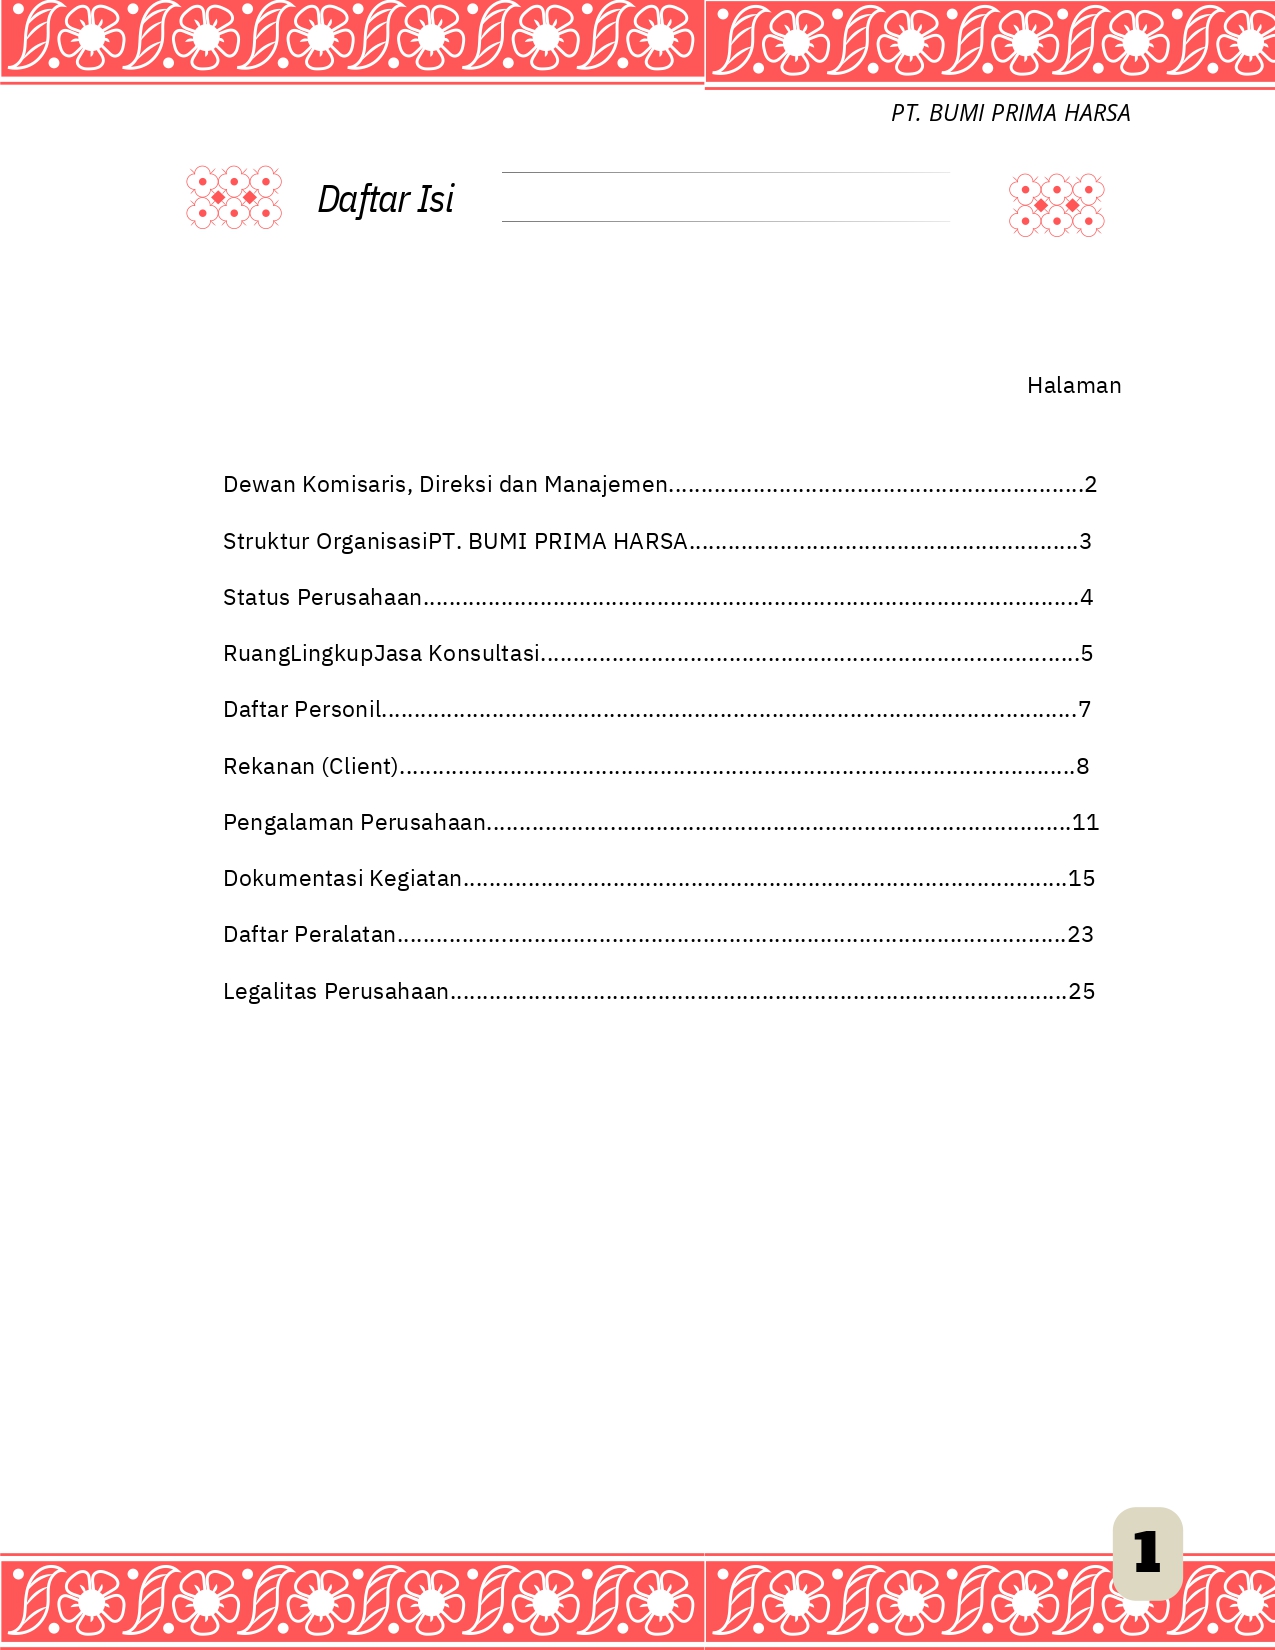 PT. BUMI PRIMA HARSA
Daftar Isi
Halaman
Dewan Komisaris, Direksi dan Manajemen................................................................2
Struktur OrganisasiPT. BUMI PRIMA HARSA............................................................3
Status Perusahaan.....................................................................................................4
RuangLingkupJasa Konsultasi...................................................................................5
Daftar Personil...........................................................................................................7
Rekanan (Client)........................................................................................................8
Pengalaman Perusahaan..........................................................................................11
Dokumentasi Kegiatan.............................................................................................15
Daftar Peralatan.......................................................................................................23
Legalitas Perusahaan...............................................................................................25
1